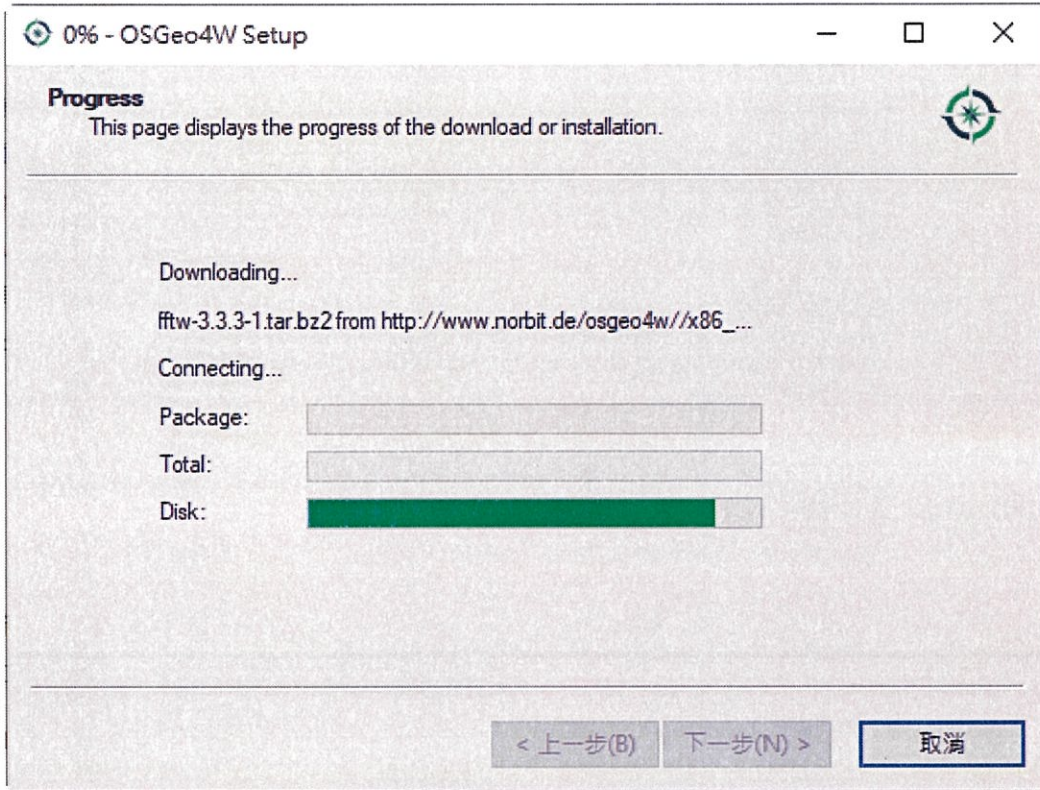 0% - OSGeo4W Setup
Progress
This page displays the progress of the download or installation.
Downloading...
fftw-3.3.3-1.tar.bz2 from http://www.norbit.de/osgeo4w//x86_...
Connecting...
Package:
Total:
Disk:
< 上一步(B)
下一步(N) >
取消